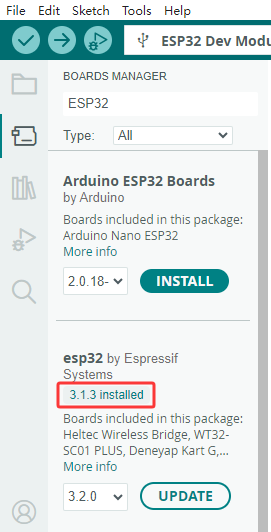 File Edit Sketch Tools Help
ESP32 Dev Modu
BOARDS MANAGER
ESP32
Type: All
Arduino ESP32 Boards
by Arduino
Boards included in this package:
Arduino Nano ESP32
More info
2.0.18- INSTALL
esp32 by Espressif
Systems
3.1.3 installed
Boards included in this package:
Heltec Wireless Bridge, WT32-
SC01 PLUS, Deneyap Kart G,...
More info
3.2.0 UPDATE